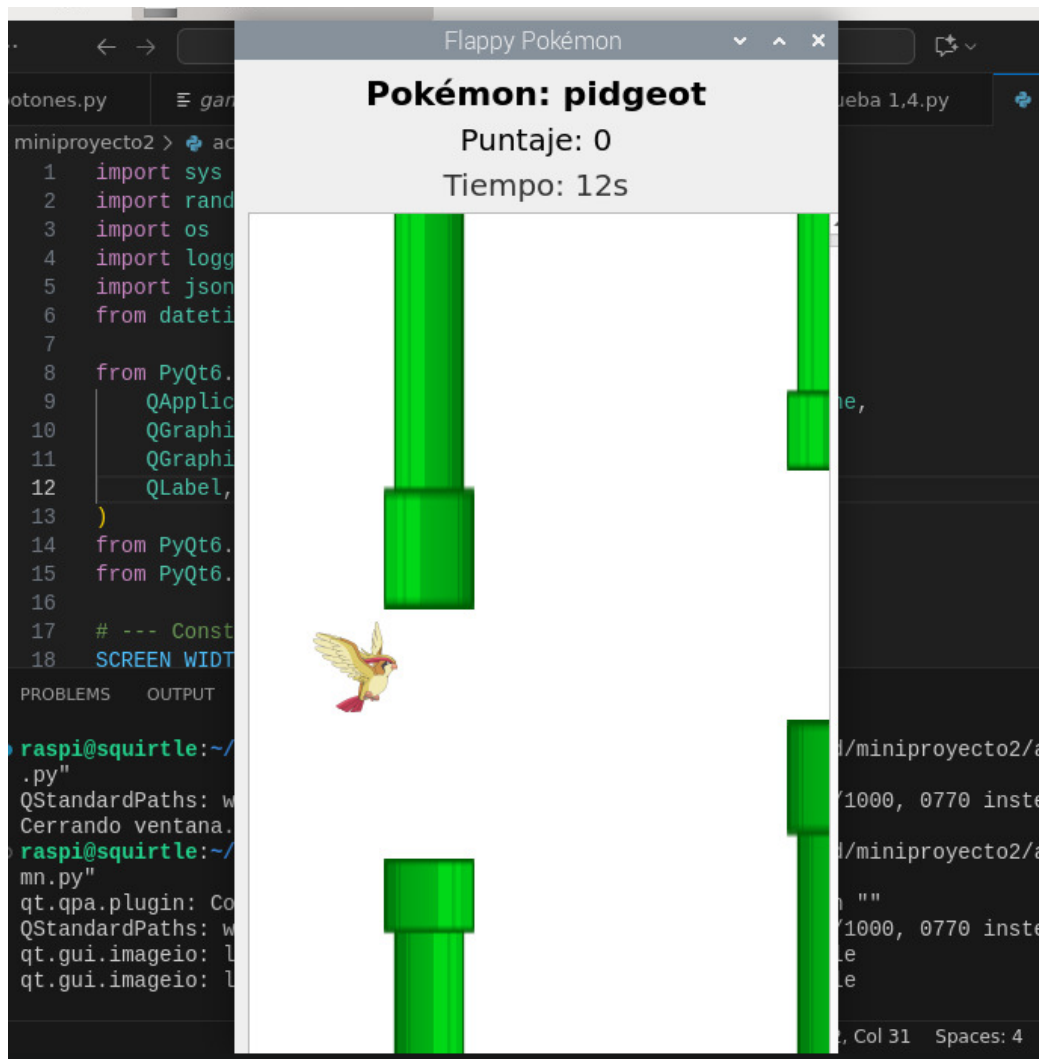 Flappy Pokémon
Pokémon: pidgeot
Puntaje: 0
Tiempo: 12s
otones.py
gan
ueba 1,4.py
miniproyecto2 > ac
1 import sys
2 import rand
3 import os
4 import logg
5 import json
6 from dateti
7
8 from PyQt6.
9 QApplic
ne,
10 QGraphi
11 QGraphi
12 QLabel,
13 )
14 from PyQt6.
15 from PyQt6.
16
17 # --- Const
18 SCREEN WIDT
PROBLEMS OUTPUT
raspi@squirtle:~/
d/miniproyecto2/a
.py"
QStandardPaths: w
/1000, 0770 inste
Cerrando ventana.
raspi@squirtle:~/
d/miniproyecto2/a
mn.py"
qt.qpa.plugin: Co
n ""
QStandardPaths: w
/1000, 0770 inste
qt.gui.imageio: l
le
qt.gui.imageio: l
le
, Col 31 Spaces: 4